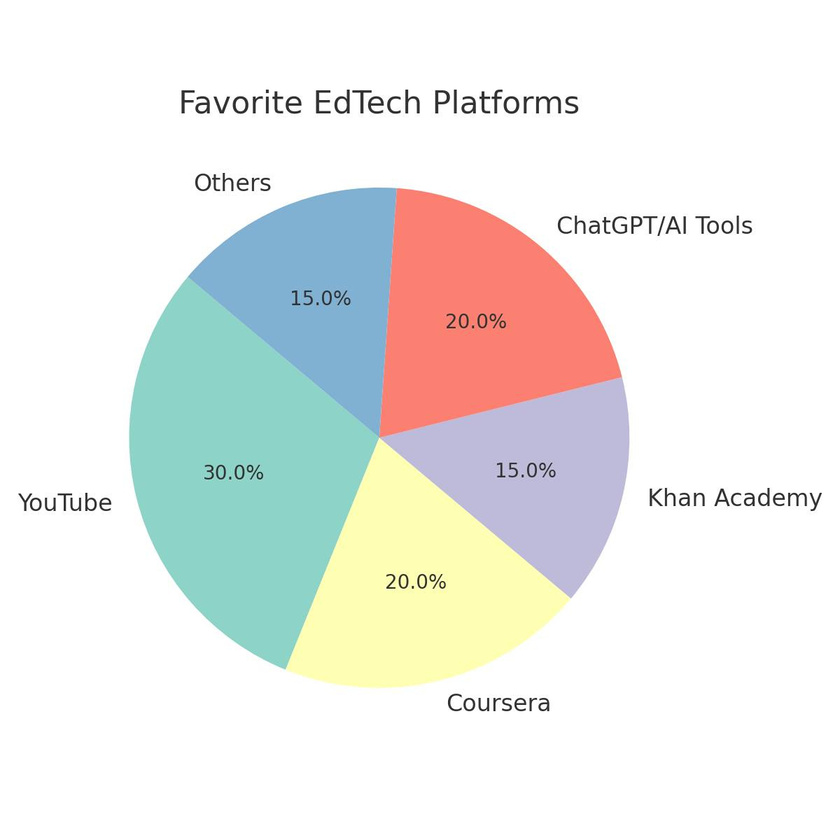 Favorite EdTech Platforms
Others
ChatGPT/AI Tools
15.0%
20.0%
30.0%
15.0%
YouTube
Khan Academy
20.0%
Coursera